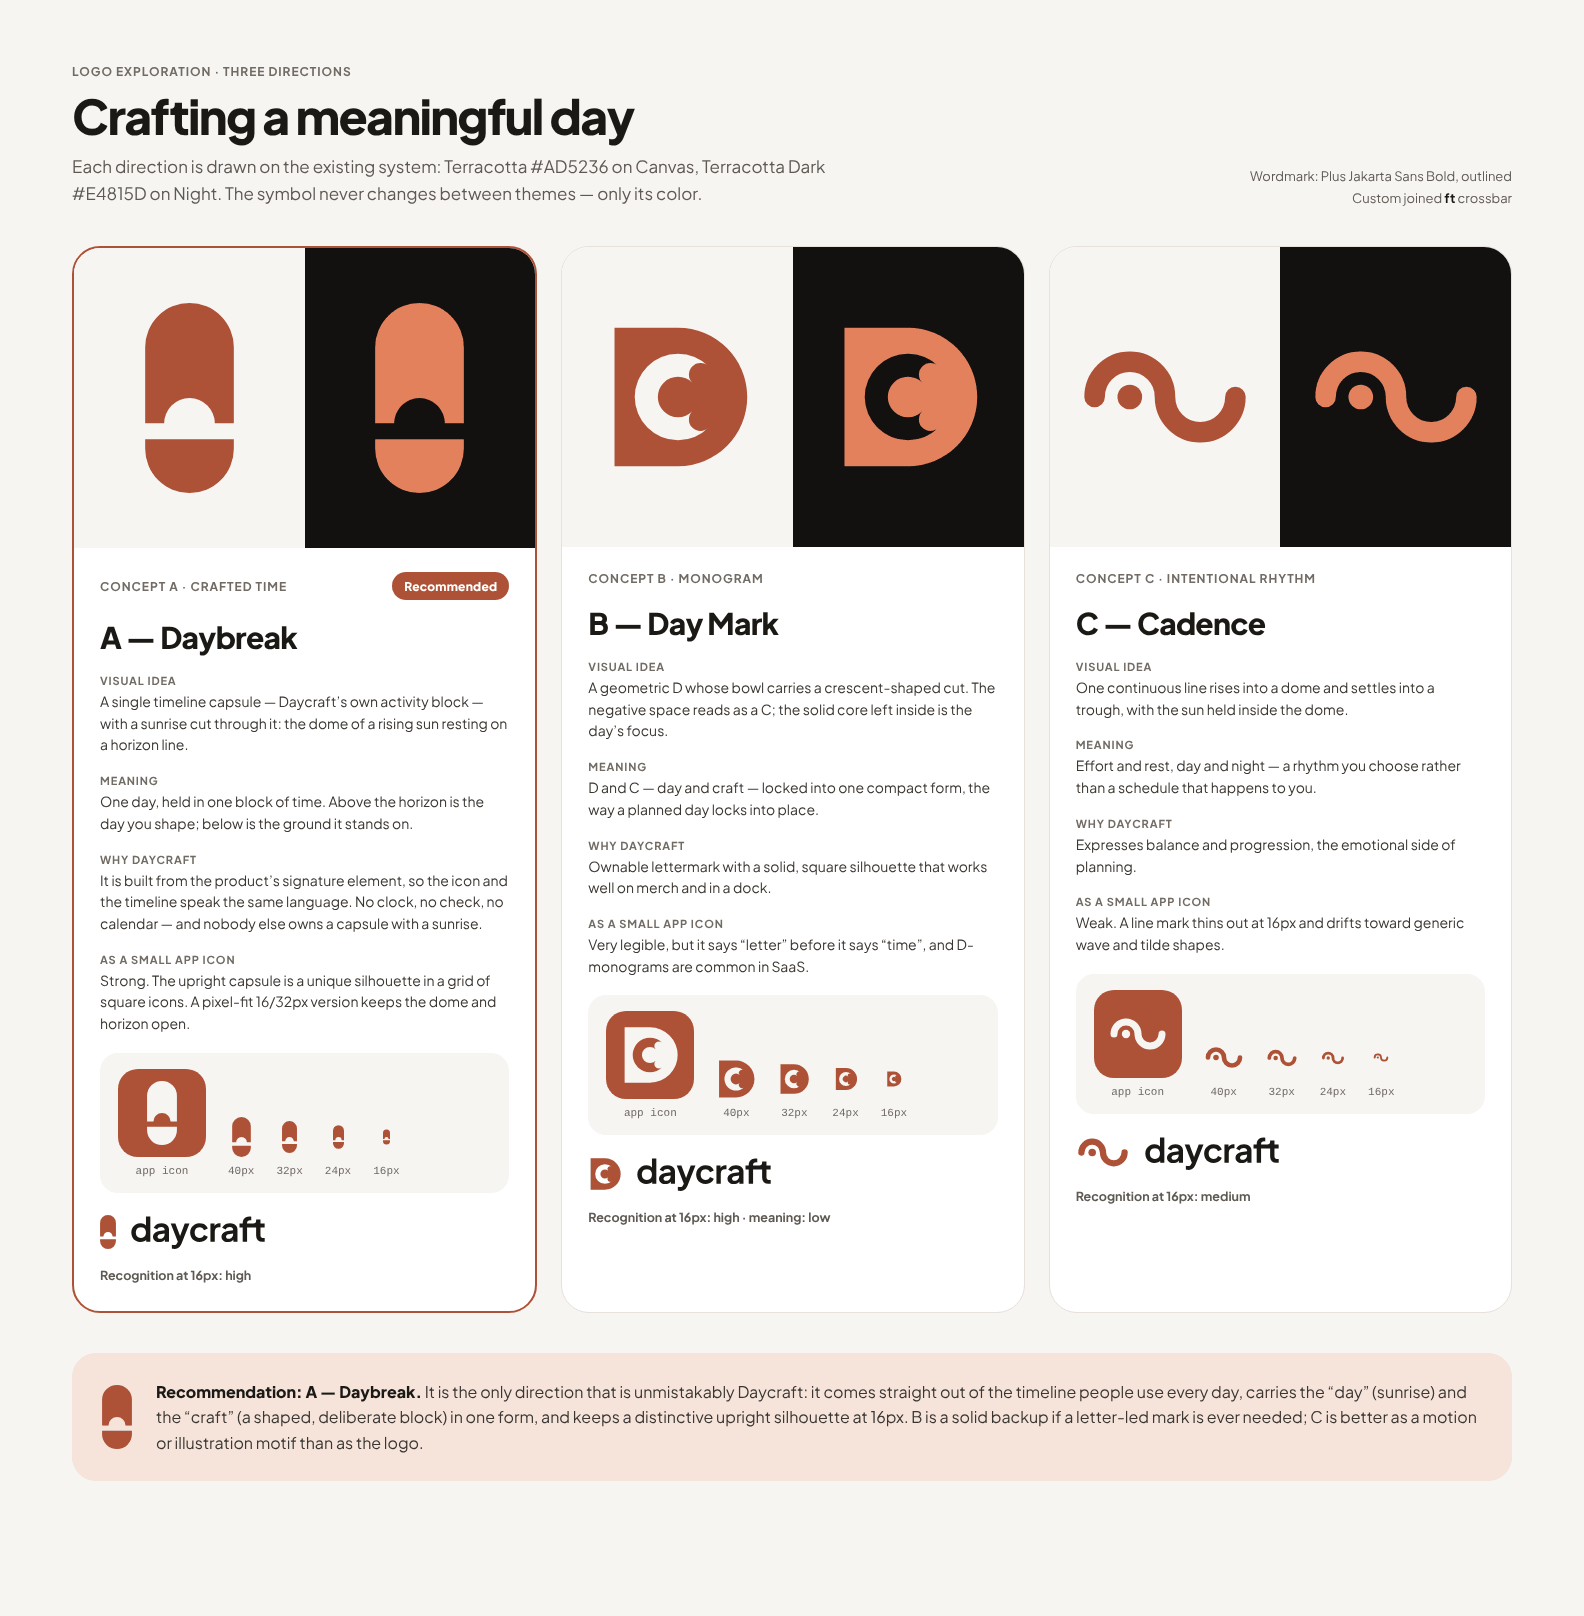 LOGO EXPLORATION · THREE DIRECTIONS
Crafting a meaningful day
Each direction is drawn on the existing system: Terracotta #AD5236 on Canvas, Terracotta Dark
#E4815D on Night. The symbol never changes between themes — only its color.
Wordmark: Plus Jakarta Sans Bold, outlined
Custom joined ft crossbar
CONCEPT A · CRAFTED TIME
Recommended
A — Daybreak
VISUAL IDEA
A single timeline capsule — Daycraft’s own activity block —
with a sunrise cut through it: the dome of a rising sun resting on
a horizon line.
MEANING
One day, held in one block of time. Above the horizon is the
day you shape; below is the ground it stands on.
WHY DAYCRAFT
It is built from the product’s signature element, so the icon and
the timeline speak the same language. No clock, no check, no
calendar — and nobody else owns a capsule with a sunrise.
AS A SMALL APP ICON
Strong. The upright capsule is a unique silhouette in a grid of
square icons. A pixel-fit 16/32px version keeps the dome and
horizon open.
app icon 40px 32px 24px 16px
daycraft
Recognition at 16px: high
CONCEPT B · MONOGRAM
B — Day Mark
VISUAL IDEA
A geometric D whose bowl carries a crescent-shaped cut. The
negative space reads as a C; the solid core left inside is the
day’s focus.
MEANING
D and C — day and craft — locked into one compact form, the
way a planned day locks into place.
WHY DAYCRAFT
Ownable lettermark with a solid, square silhouette that works
well on merch and in a dock.
AS A SMALL APP ICON
Very legible, but it says “letter” before it says “time”, and D-
monograms are common in SaaS.
app icon 40px 32px 24px 16px
daycraft
Recognition at 16px: high · meaning: low
CONCEPT C · INTENTIONAL RHYTHM
C — Cadence
VISUAL IDEA
One continuous line rises into a dome and settles into a
trough, with the sun held inside the dome.
MEANING
Effort and rest, day and night — a rhythm you choose rather
than a schedule that happens to you.
WHY DAYCRAFT
Expresses balance and progression, the emotional side of
planning.
AS A SMALL APP ICON
Weak. A line mark thins out at 16px and drifts toward generic
wave and tilde shapes.
app icon 40px 32px 24px 16px
daycraft
Recognition at 16px: medium
Recommendation: A — Daybreak. It is the only direction that is unmistakably Daycraft: it comes straight out of the timeline people use every day, carries the “day” (sunrise) and
the “craft” (a shaped, deliberate block) in one form, and keeps a distinctive upright silhouette at 16px. B is a solid backup if a letter-led mark is ever needed; C is better as a motion
or illustration motif than as the logo.